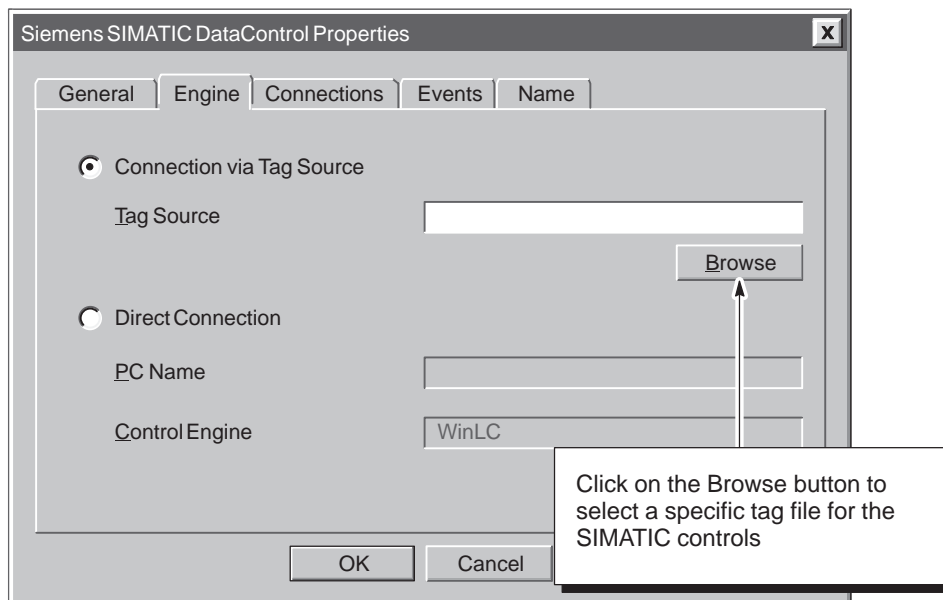 Siemens SIMATIC DataControl Properties
X
General Engine Connections Events Name
Connection via Tag Source
Tag Source
Browse
Direct Connection
PC Name
Control Engine WinLC
Click on the Browse button to
select a specific tag file for the
SIMATIC controls
OK Cancel